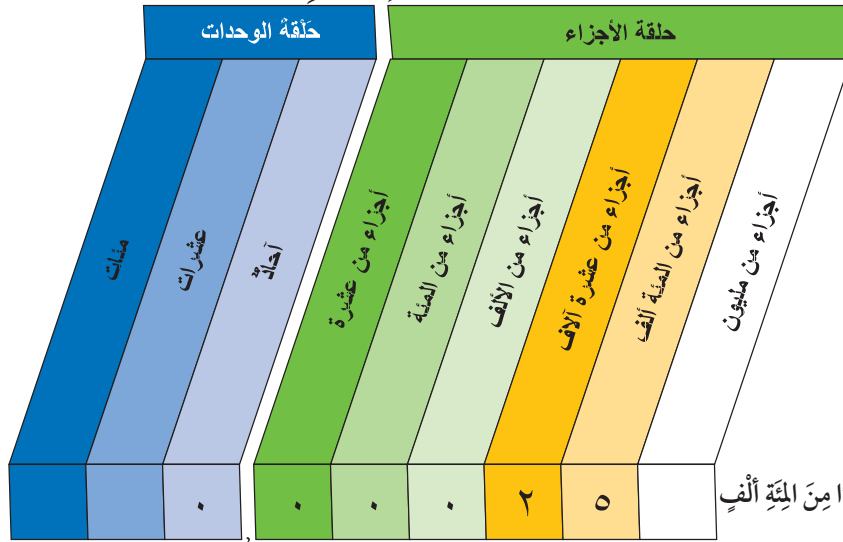 حَلْقَةُ الوحدات حلقة الأجزاء
مئات عشرات آحادٌ أجزاء من عشرة أجزاء من المئة أجزاء من الألف أجزاء من عشرة آلاف أجزاء من المئة ألف أجزاء من مليون
٠ , ٠ ٠ ٠ ٢ ٥
مِنَ المِئَةِ ألْفٍ